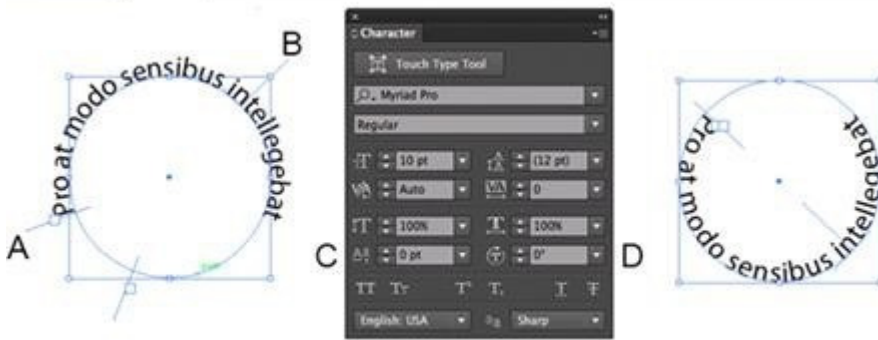 Pro at modo sensibus intellegebat
A
B
Character
Touch Type Tool
Myriad Pro
Regular
10 pt
(12 pt)
Auto
0
100%
100%
0 pt
0°
English: USA
Sharp
C
D
Pro at modo sensibus intellegebat